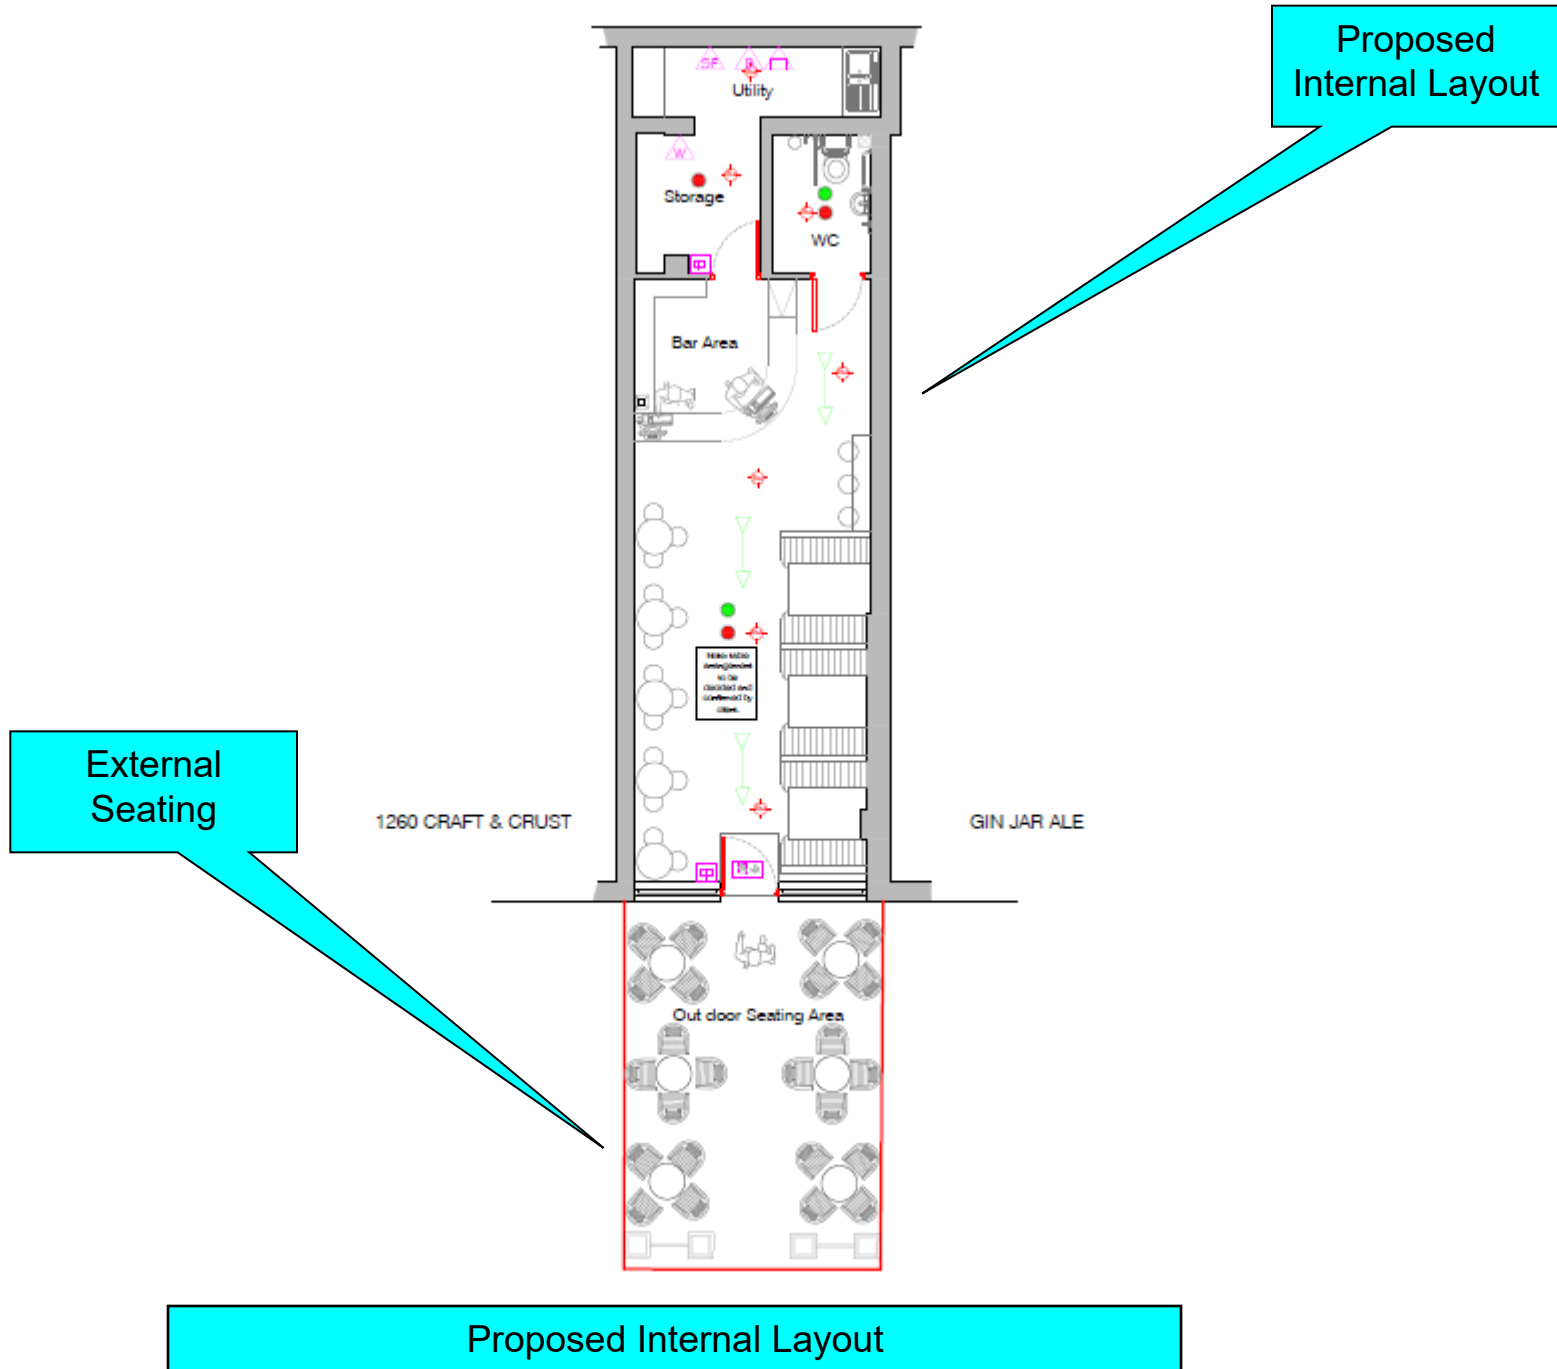 Proposed
Internal Layout
SF
Utility
W
Storage
WC
Bar Area
External
Seating
1260 CRAFT & CRUST
GIN JAR ALE
Out door Seating Area
Proposed Internal Layout